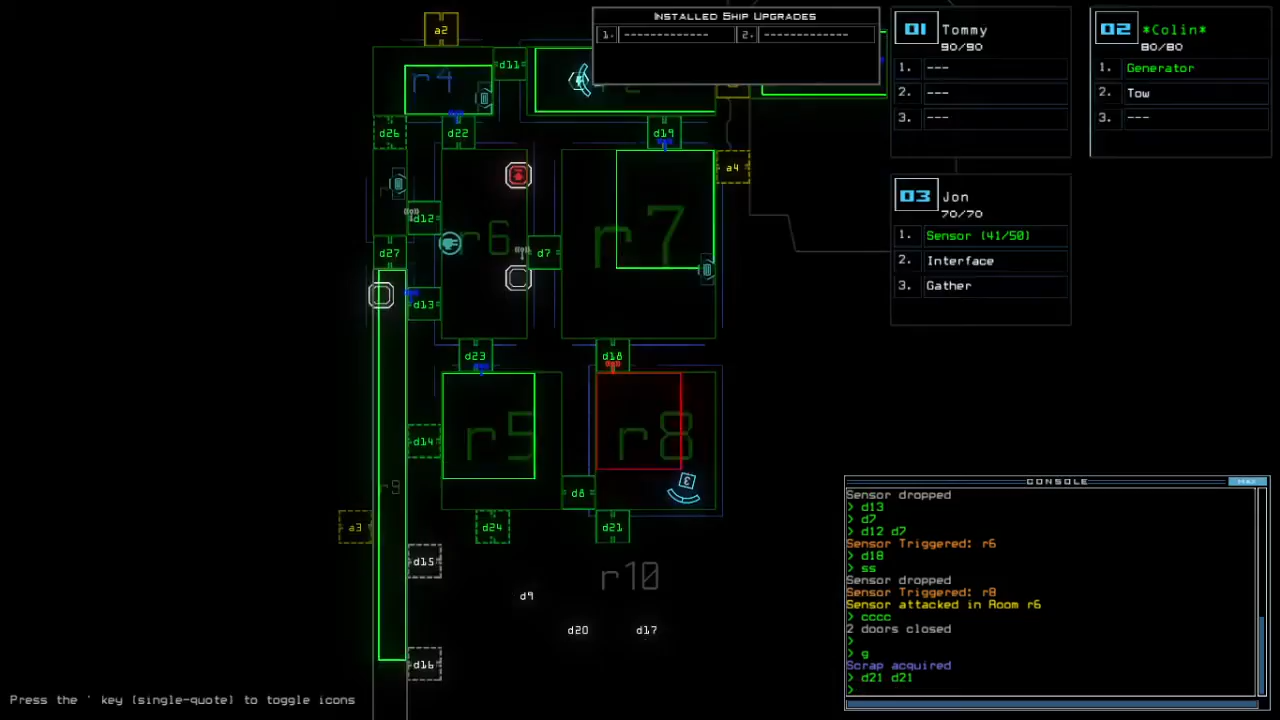 Installed Ship Upgrades
1. ------------- 2. -------------
01 Tommy
90/90
1. ---
2. ---
3. ---
02 *Colin*
80/80
1. Generator
2. Tow
3. ---
03 Jon
70/70
1. Sensor (41/50)
2. Interface
3. Gather
a2
d11
r4
d26
d22
d19
a4
d12
r6
d7
r7
d27
d13
d23
d18
r5
r8
3
d14
r9
d8
a3
d24
d21
d15
r10
d9
d20
d17
d16
CONSOLE
MAX
Sensor dropped
> d13
> d7
> d12 d7
Sensor Triggered: r6
> d18
> ss
Sensor dropped
Sensor Triggered: r8
Sensor attacked in Room r6
> cccc
2 doors closed
>
> g
Scrap acquired
> d21 d21
>
Press the ' key (single-quote) to toggle icons